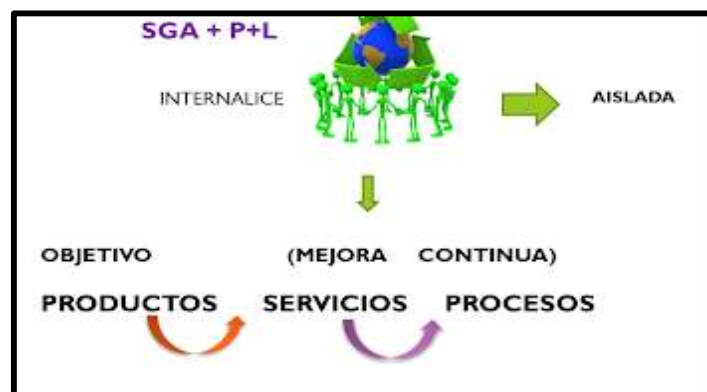 SGA + P+L
INTERNALICE
AISLADA
OBJETIVO (MEJORA CONTINUA)
PRODUCTOS SERVICIOS PROCESOS